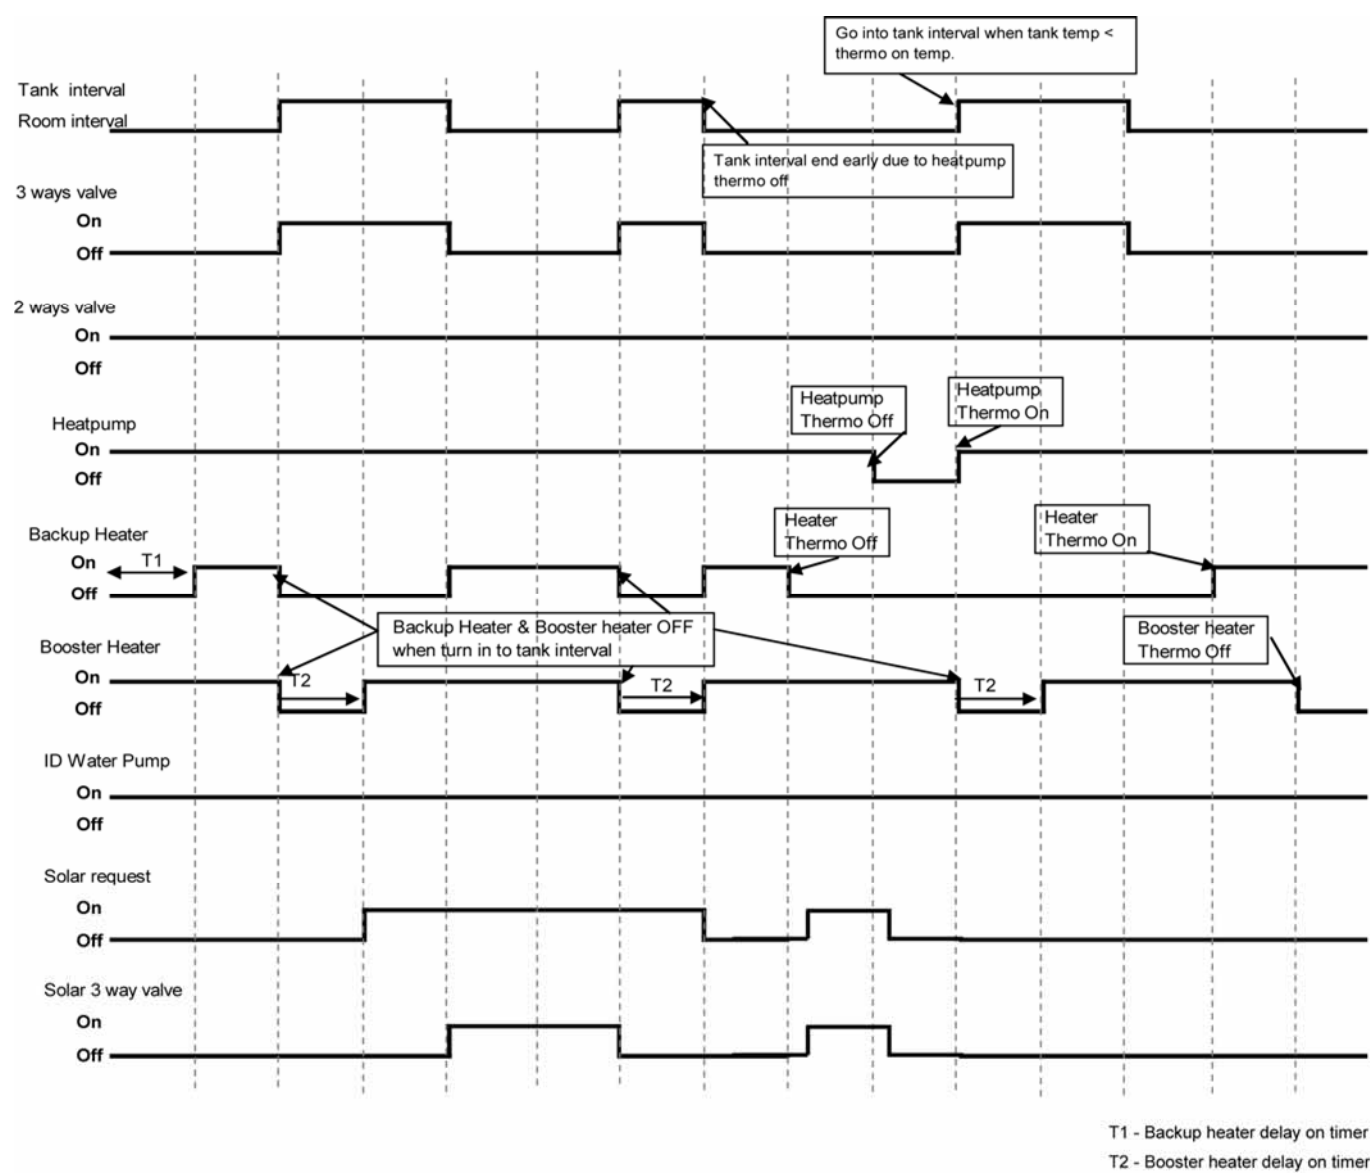 Go into tank interval when tank temp <
thermo on temp.
Tank interval
Room interval
Tank interval end early due to heatpump
thermo off
3 ways valve
On
Off
2 ways valve
On
Off
Heatpump
Thermo Off
Heatpump
Thermo On
Heatpump
On
Off
Heater
Thermo Off
Heater
Thermo On
Backup Heater
On
T1
Off
Backup Heater & Booster heater OFF
when turn in to tank interval
Booster heater
Thermo Off
Booster Heater
On
T2
T2
T2
Off
ID Water Pump
On
Off
Solar request
On
Off
Solar 3 way valve
On
Off
T1 - Backup heater delay on timer
T2 - Booster heater delay on timer